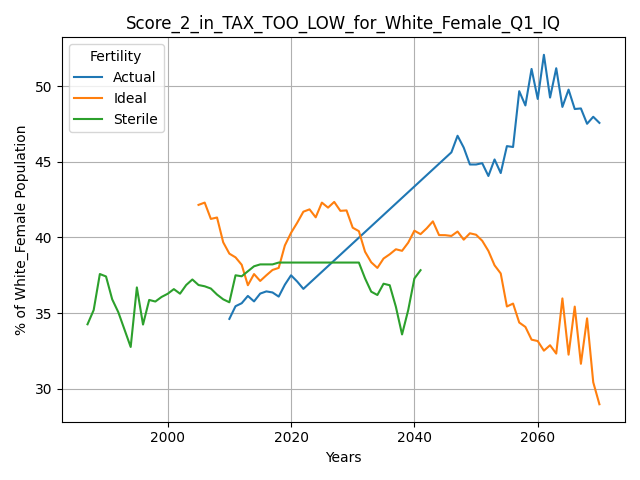 Score_2_in_TAX_TOO_LOW_for_White_Female_Q1_IQ
Fertility
Actual
Ideal
Sterile
% of White_Female Population
50
45
40
35
30
2000
2020
2040
2060
Years